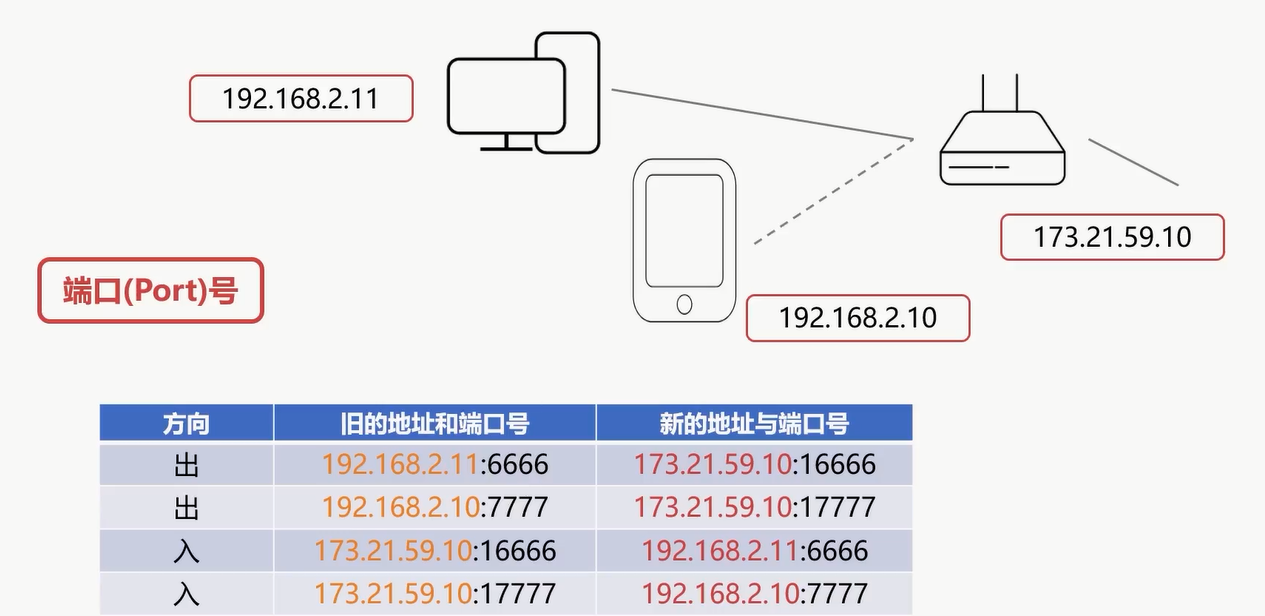 192.168.2.11
173.21.59.10
端口(Port)号
192.168.2.10
方向 旧的地址和端口号 新的地址与端口号
出 192.168.2.11:6666 173.21.59.10:16666
出 192.168.2.10:7777 173.21.59.10:17777
入 173.21.59.10:16666 192.168.2.11:6666
入 173.21.59.10:17777 192.168.2.10:7777